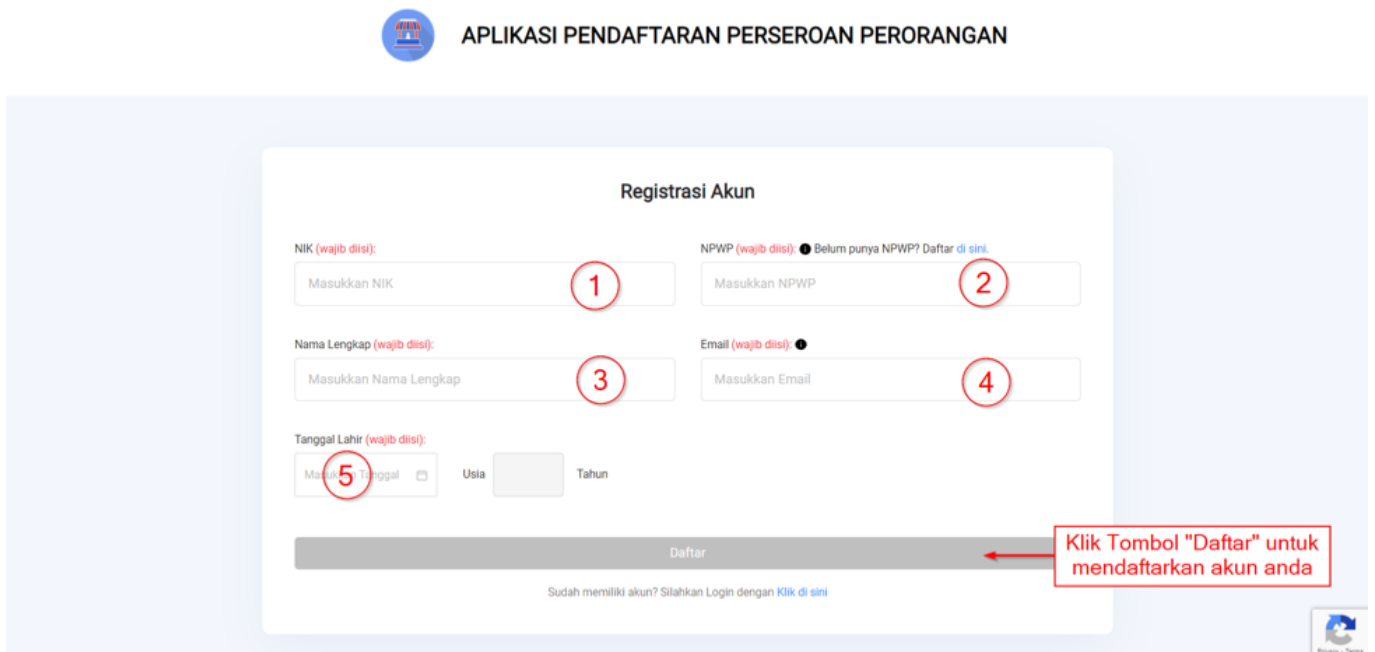 APLIKASI PENDAFTARAN PERSEROAN PERORANGAN
Registrasi Akun
NIK (wajib diisi):
Masukkan NIK
1
NPWP (wajib diisi): Belum punya NPWP? Daftar di sini.
Masukkan NPWP
2
Nama Lengkap (wajib diisi):
Masukkan Nama Lengkap
3
Email (wajib diisi):
Masukkan Email
4
Tanggal Lahir (wajib diisi):
Masukkan Tanggal
5
Usia
Tahun
Daftar
Klik Tombol "Daftar" untuk
mendaftarkan akun anda
Sudah memiliki akun? Silahkan Login dengan Klik di sini